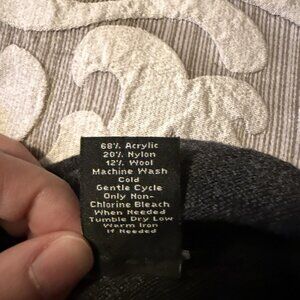 68% Acrylic
20% Nylon
12% Wool
Machine Wash
Cold
Gentle Cycle
Only Non-
Chlorine Bleach
When Needed
Tumble Dry Low
Warm Iron
If Needed